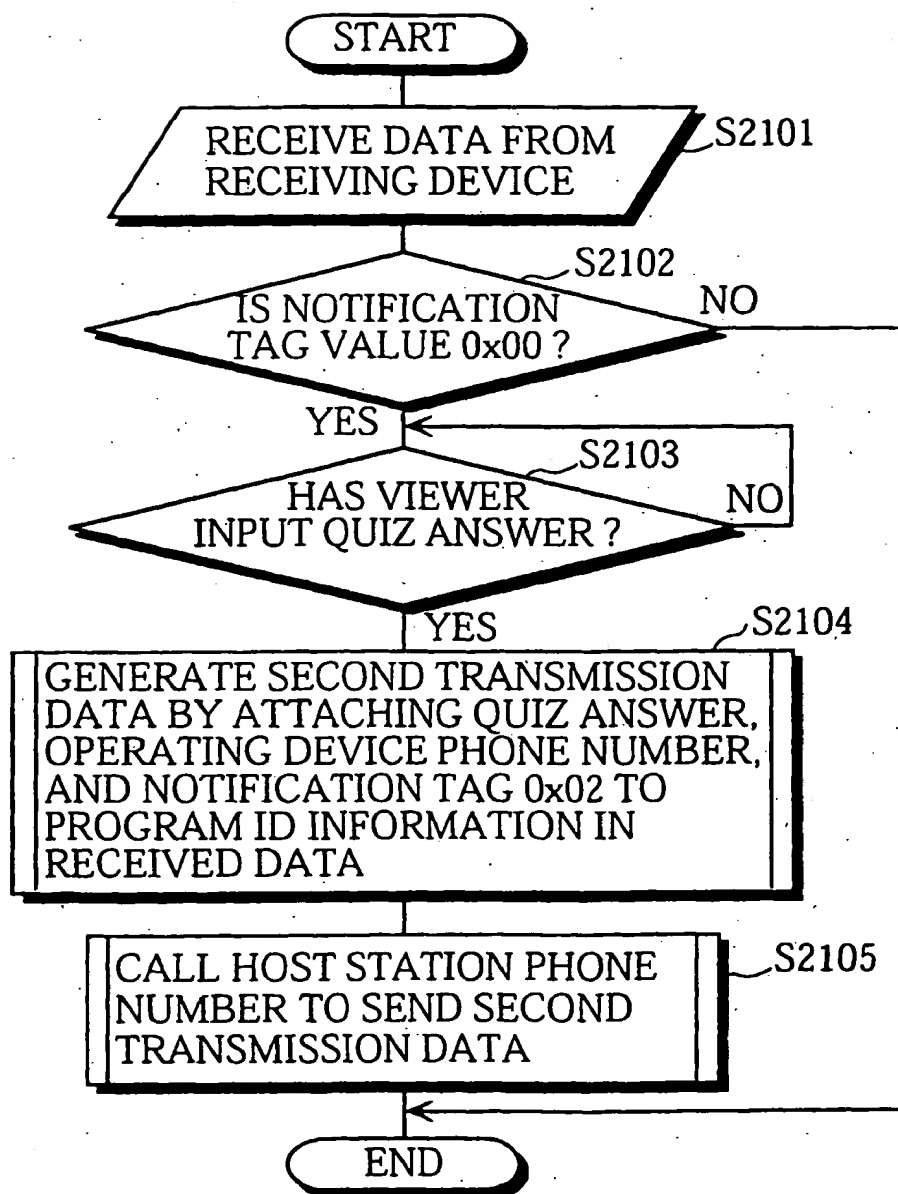 START
RECEIVE DATA FROM
RECEIVING DEVICE
S2101
S2102
IS NOTIFICATION
TAG VALUE 0x00 ?
NO
YES
S2103
HAS VIEWER
INPUT QUIZ ANSWER ?
NO
YES
S2104
GENERATE SECOND TRANSMISSION
DATA BY ATTACHING QUIZ ANSWER,
OPERATING DEVICE PHONE NUMBER,
AND NOTIFICATION TAG 0x02 TO
PROGRAM ID INFORMATION IN
RECEIVED DATA
S2105
CALL HOST STATION PHONE
NUMBER TO SEND SECOND
TRANSMISSION DATA
END